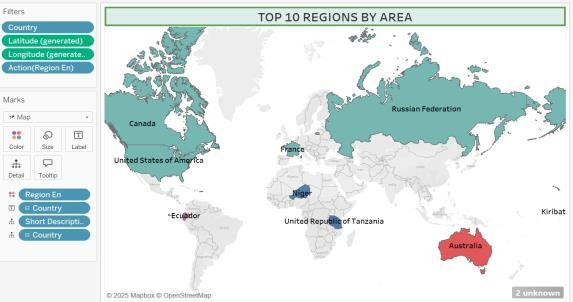 Filters
Country
Latitude (generated)
Longitude (generate..
Action(Region En)
Marks
Map
Color
Size
Label
Detail
Tooltip
Region En
Country
Short Descripti..
Country
TOP 10 REGIONS BY AREA
Canada
Russian Federation
United States of America
France
Niger
Ecuador
United Republic of Tanzania
Kiribat
Australia
© 2025 Mapbox © OpenStreetMap
2 unknown